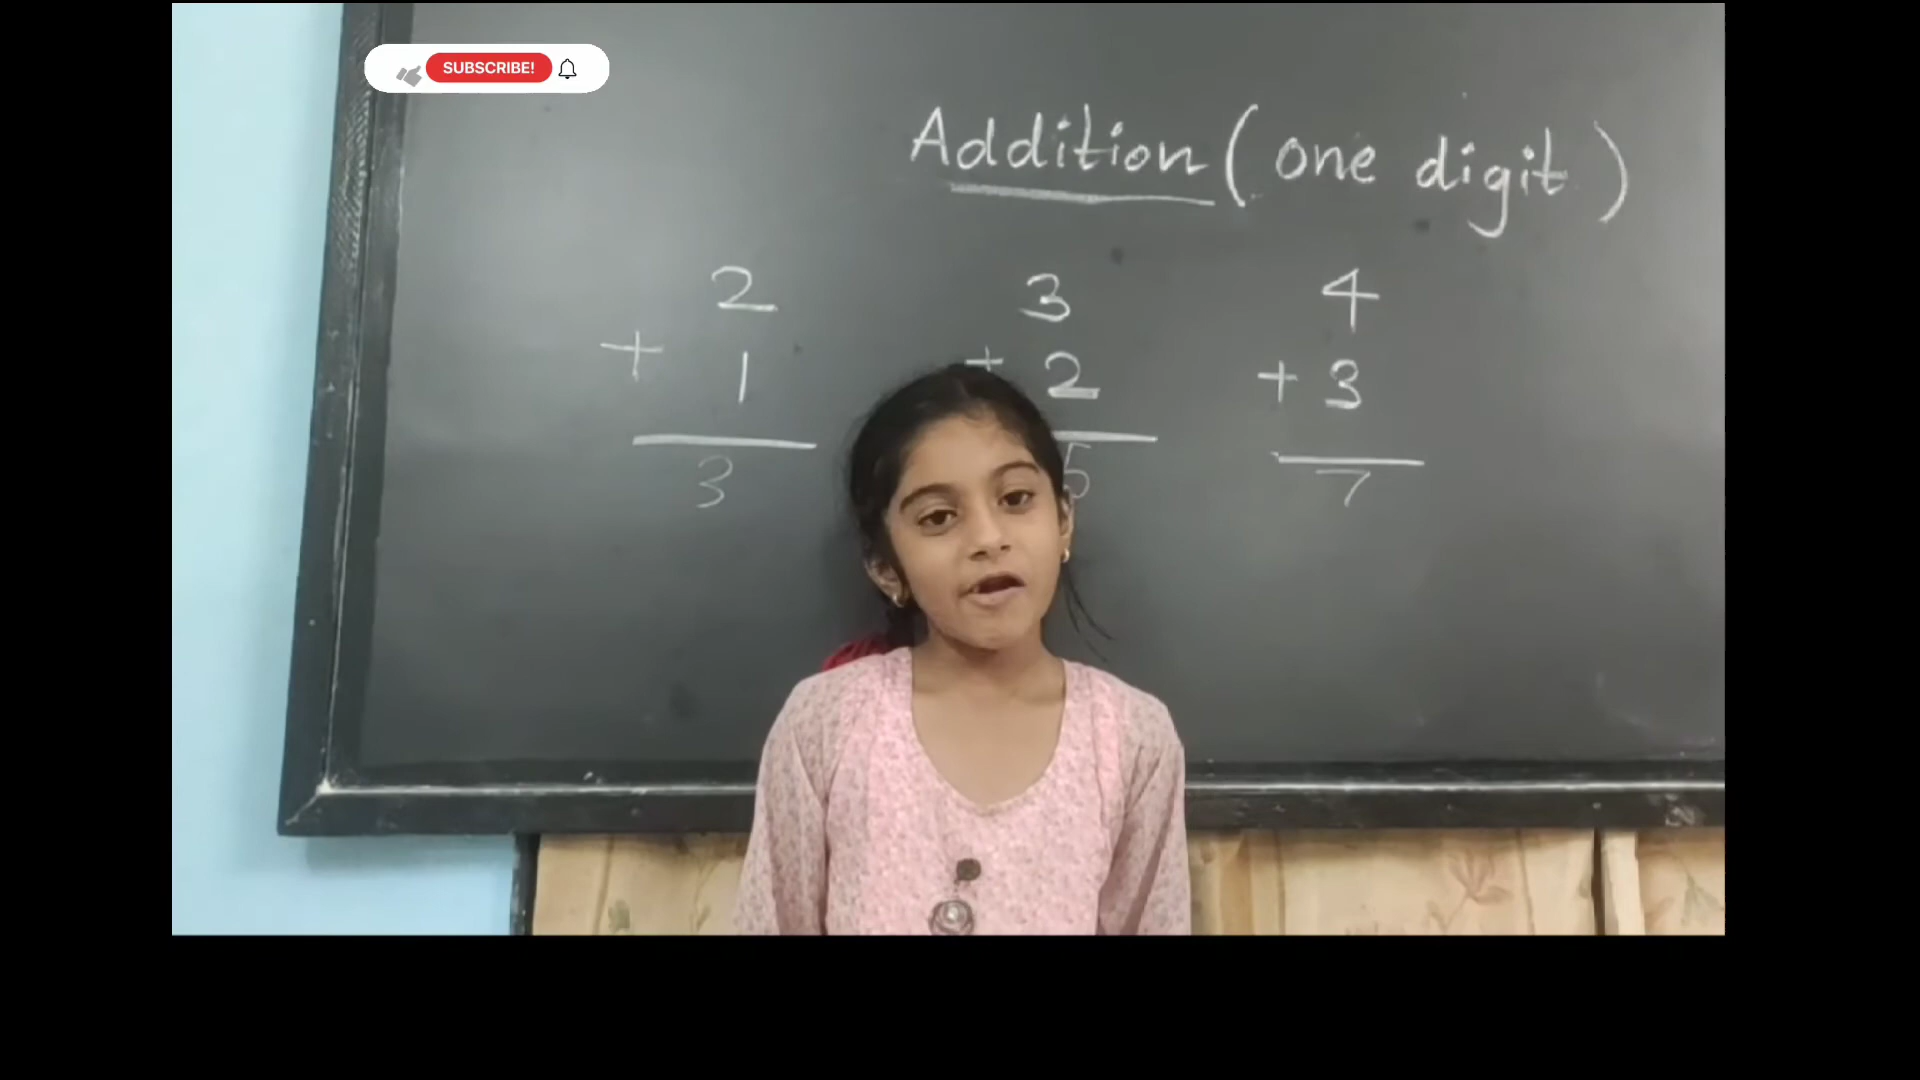 SUBSCRIBE!
Addition (one digit)
2 3 4
+ 1 + 2 + 3
3 5 7